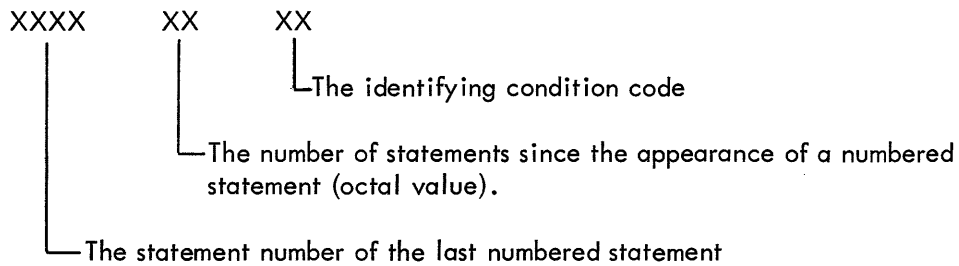 XXXX XX XX
The identifying condition code
The number of statements since the appearance of a numbered
statement (octal value).
The statement number of the last numbered statement